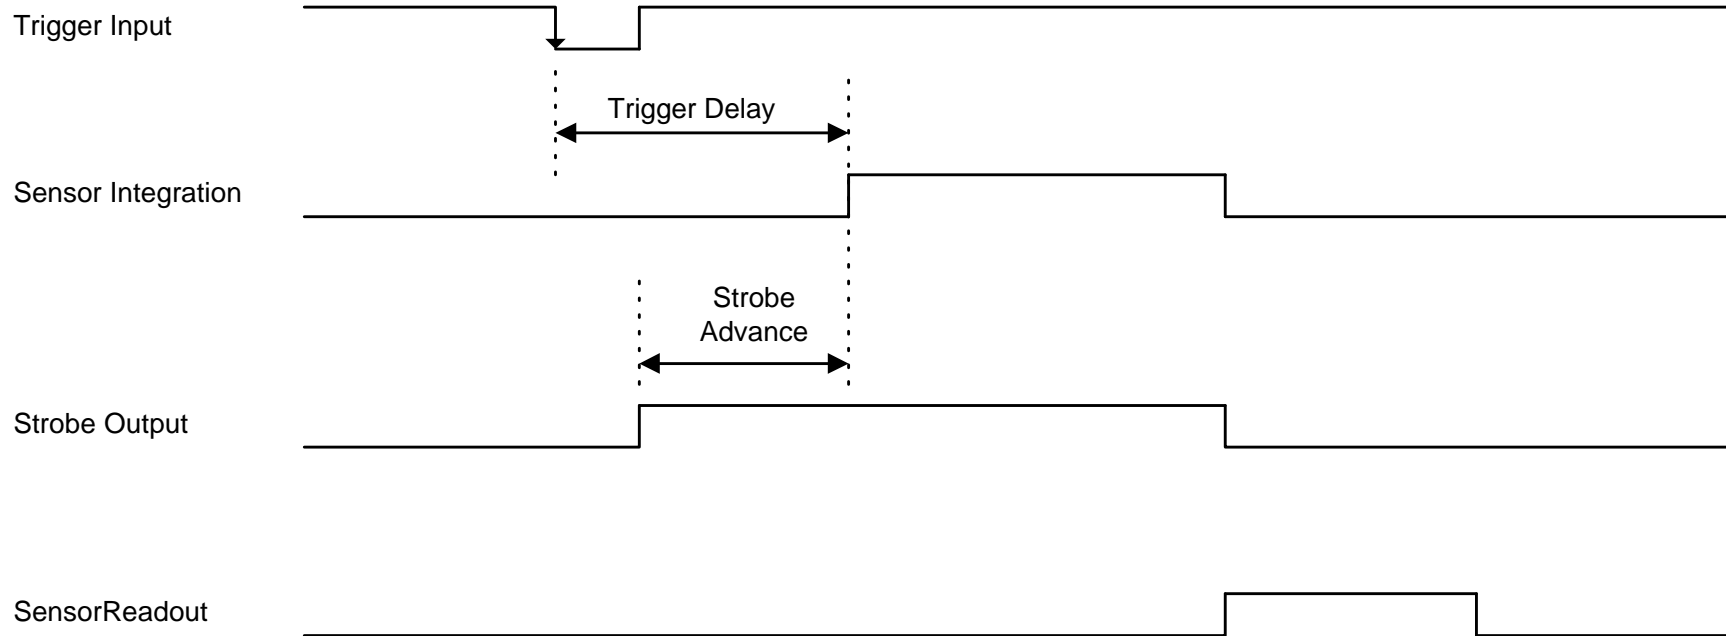 Trigger Input
Trigger Delay
Sensor Integration
Strobe
Advance
Strobe Output
SensorReadout